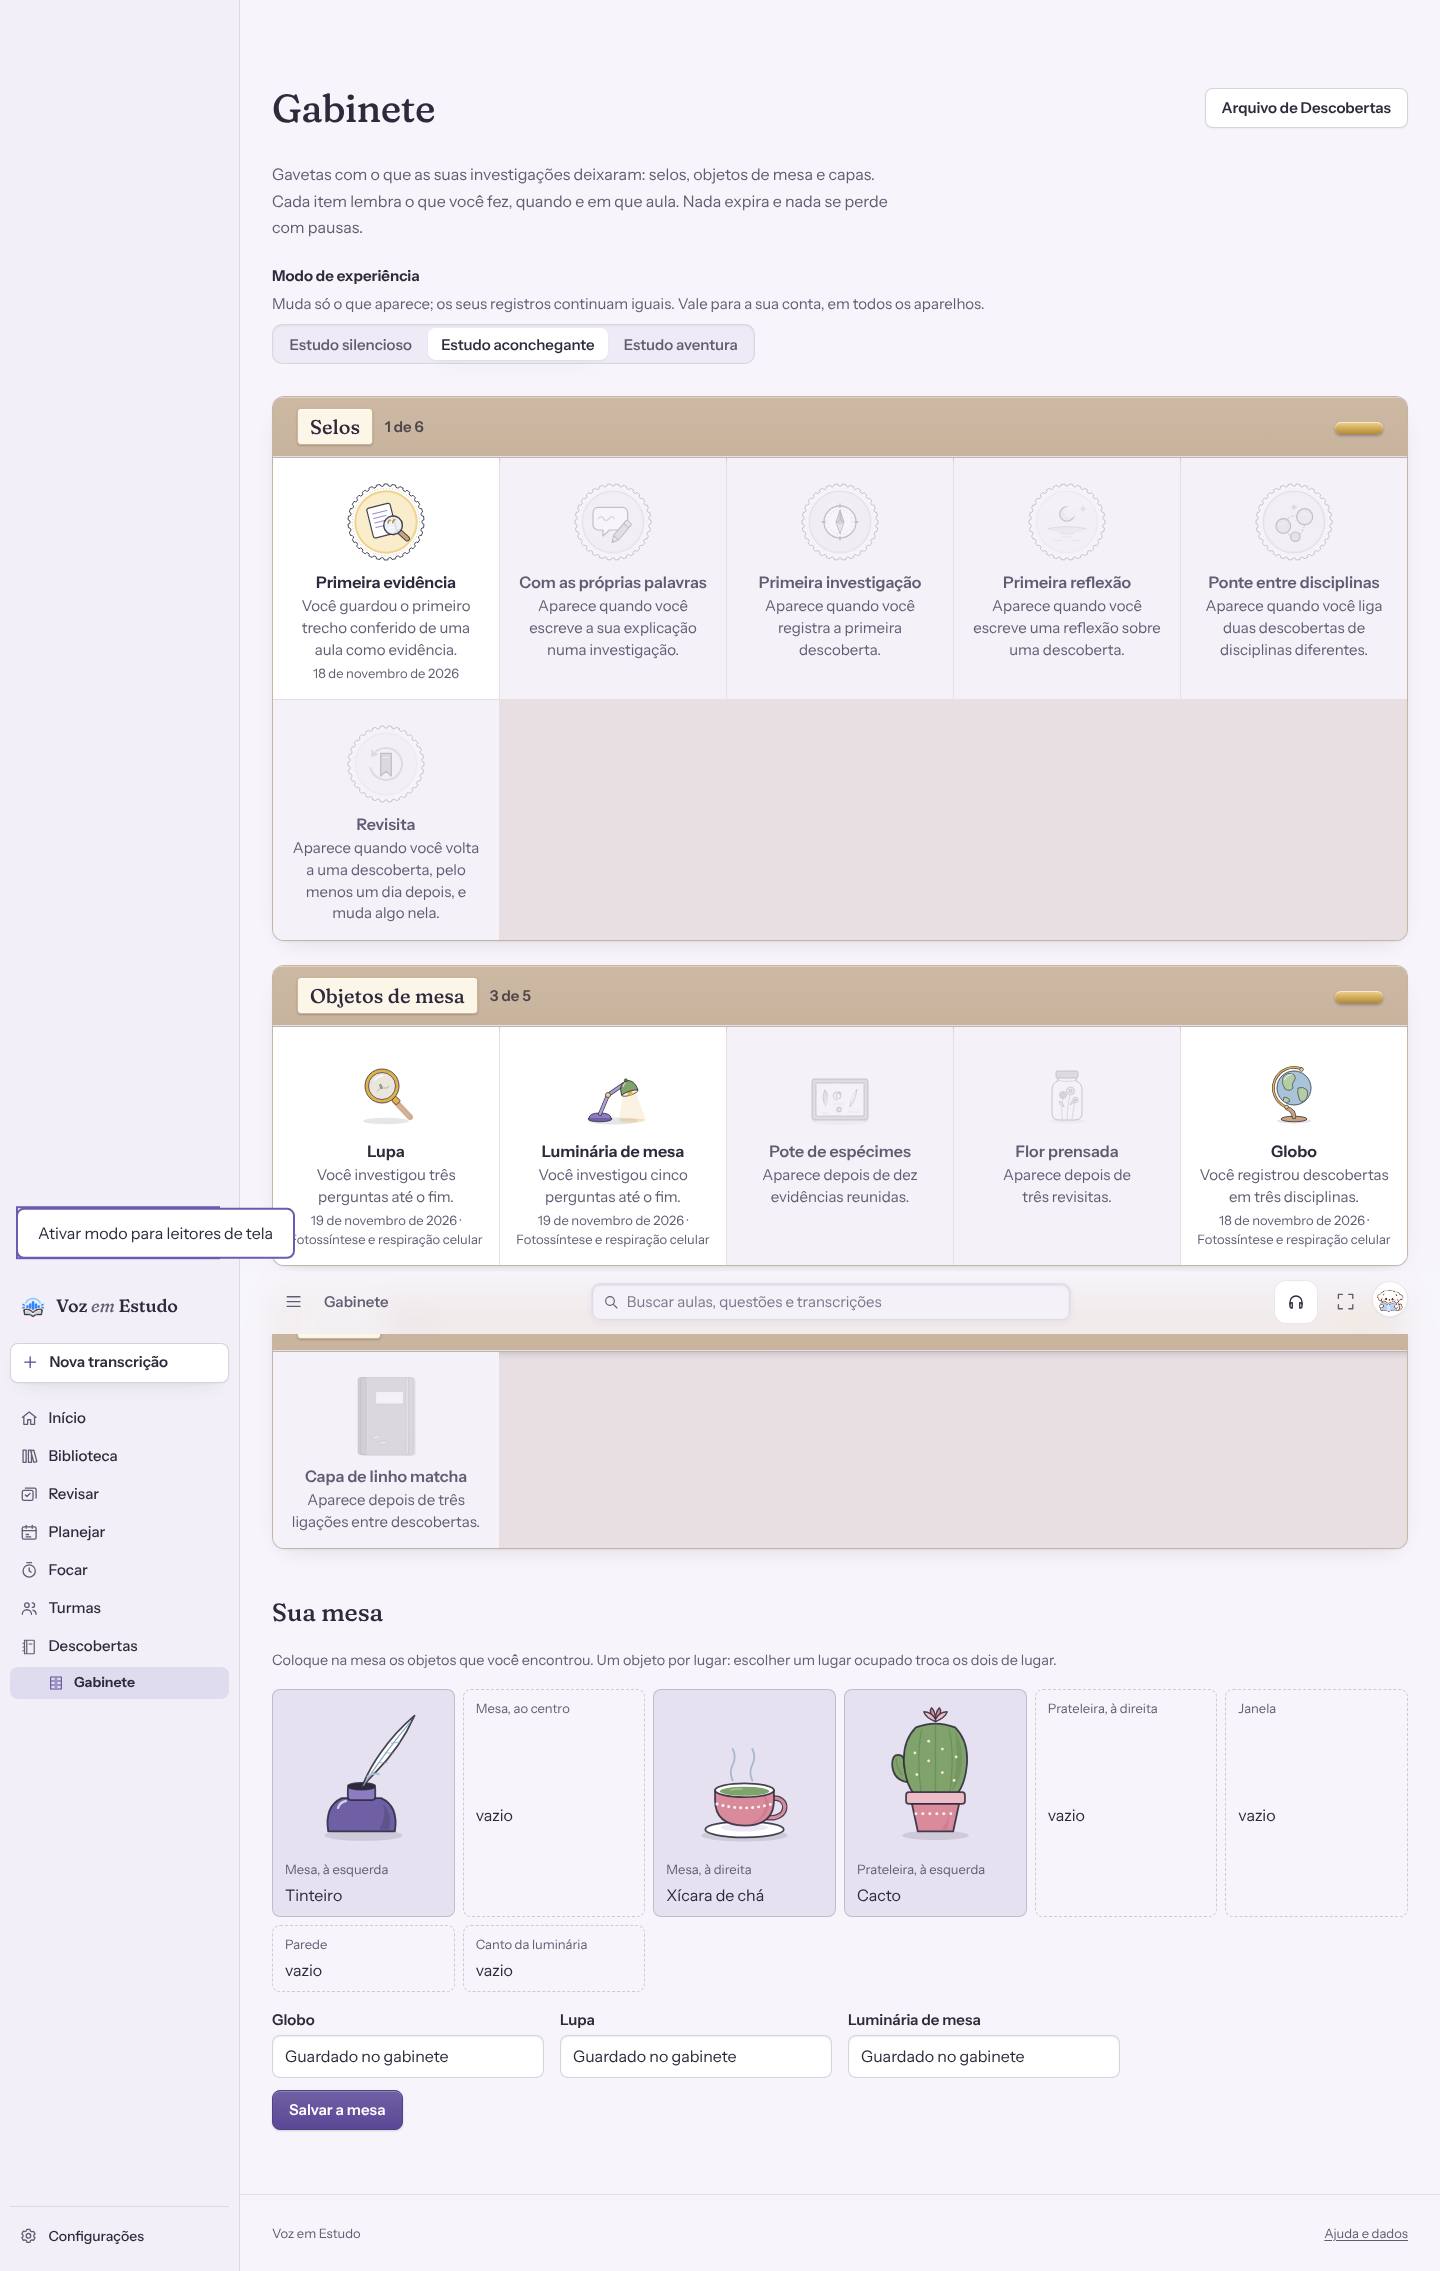 Gabinete
Arquivo de Descobertas
Gavetas com o que as suas investigações deixaram: selos, objetos de mesa e capas.
Cada item lembra o que você fez, quando e em que aula. Nada expira e nada se perde
com pausas.
Modo de experiência
Muda só o que aparece; os seus registros continuam iguais. Vale para a sua conta, em todos os aparelhos.
Estudo silencioso
Estudo aconchegante
Estudo aventura
Selos
1 de 6
Primeira evidência
Você guardou o primeiro
trecho conferido de uma
aula como evidência.
18 de novembro de 2026
Com as próprias palavras
Aparece quando você
escreve a sua explicação
numa investigação.
Primeira investigação
Aparece quando você
registra a primeira
descoberta.
Primeira reflexão
Aparece quando você
escreve uma reflexão sobre
uma descoberta.
Ponte entre disciplinas
Aparece quando você liga
duas descobertas de
disciplinas diferentes.
Revisita
Aparece quando você volta
a uma descoberta, pelo
menos um dia depois, e
muda algo nela.
Objetos de mesa
3 de 5
Lupa
Você investigou três
perguntas até o fim.
19 de novembro de 2026 ·
Fotossíntese e respiração celular
Luminária de mesa
Você investigou cinco
perguntas até o fim.
19 de novembro de 2026 ·
Fotossíntese e respiração celular
Pote de espécimes
Aparece depois de dez
evidências reunidas.
Flor prensada
Aparece depois de
três revisitas.
Globo
Você registrou descobertas
em três disciplinas.
18 de novembro de 2026 ·
Fotossíntese e respiração celular
Ativar modo para leitores de tela
Voz em Estudo
Nova transcrição
Início
Biblioteca
Revisar
Planejar
Focar
Turmas
Descobertas
Gabinete
Configurações
Gabinete
Buscar aulas, questões e transcrições
Capa de linho matcha
Aparece depois de três
ligações entre descobertas.
Sua mesa
Coloque na mesa os objetos que você encontrou. Um objeto por lugar: escolher um lugar ocupado troca os dois de lugar.
Mesa, à esquerda
Tinteiro
Mesa, ao centro
vazio
Mesa, à direita
Xícara de chá
Prateleira, à esquerda
Cacto
Prateleira, à direita
vazio
Janela
vazio
Parede
vazio
Canto da luminária
vazio
Globo
Guardado no gabinete
Lupa
Guardado no gabinete
Luminária de mesa
Guardado no gabinete
Salvar a mesa
Voz em Estudo
Ajuda e dados